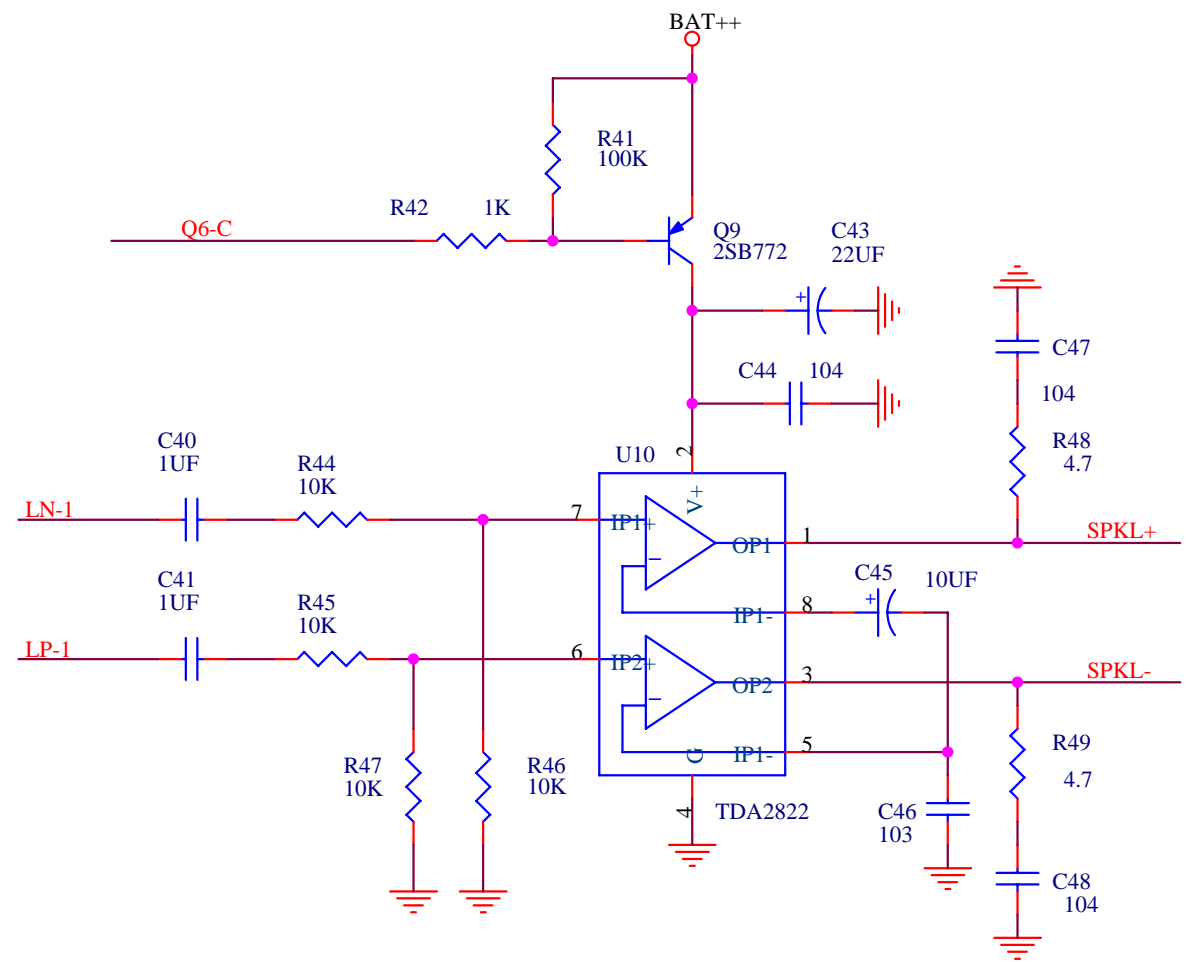 BAT++
R41
100K
R42 1K
Q6-C
Q9
2SB772
C43
22UF
+
C44 104
C47
104
R48
4.7
C40
1UF
R44
10K
U10
2
V+
LN-1
7
IP1+
OP1
1
SPKL+
C45 10UF
+
C41
1UF
R45
10K
8
IP1-
LP-1
6
IP2+
OP2
3
SPKL-
R49
4.7
R47
10K
R46
10K
G
IP1-
5
4
TDA2822
C46
103
C48
104